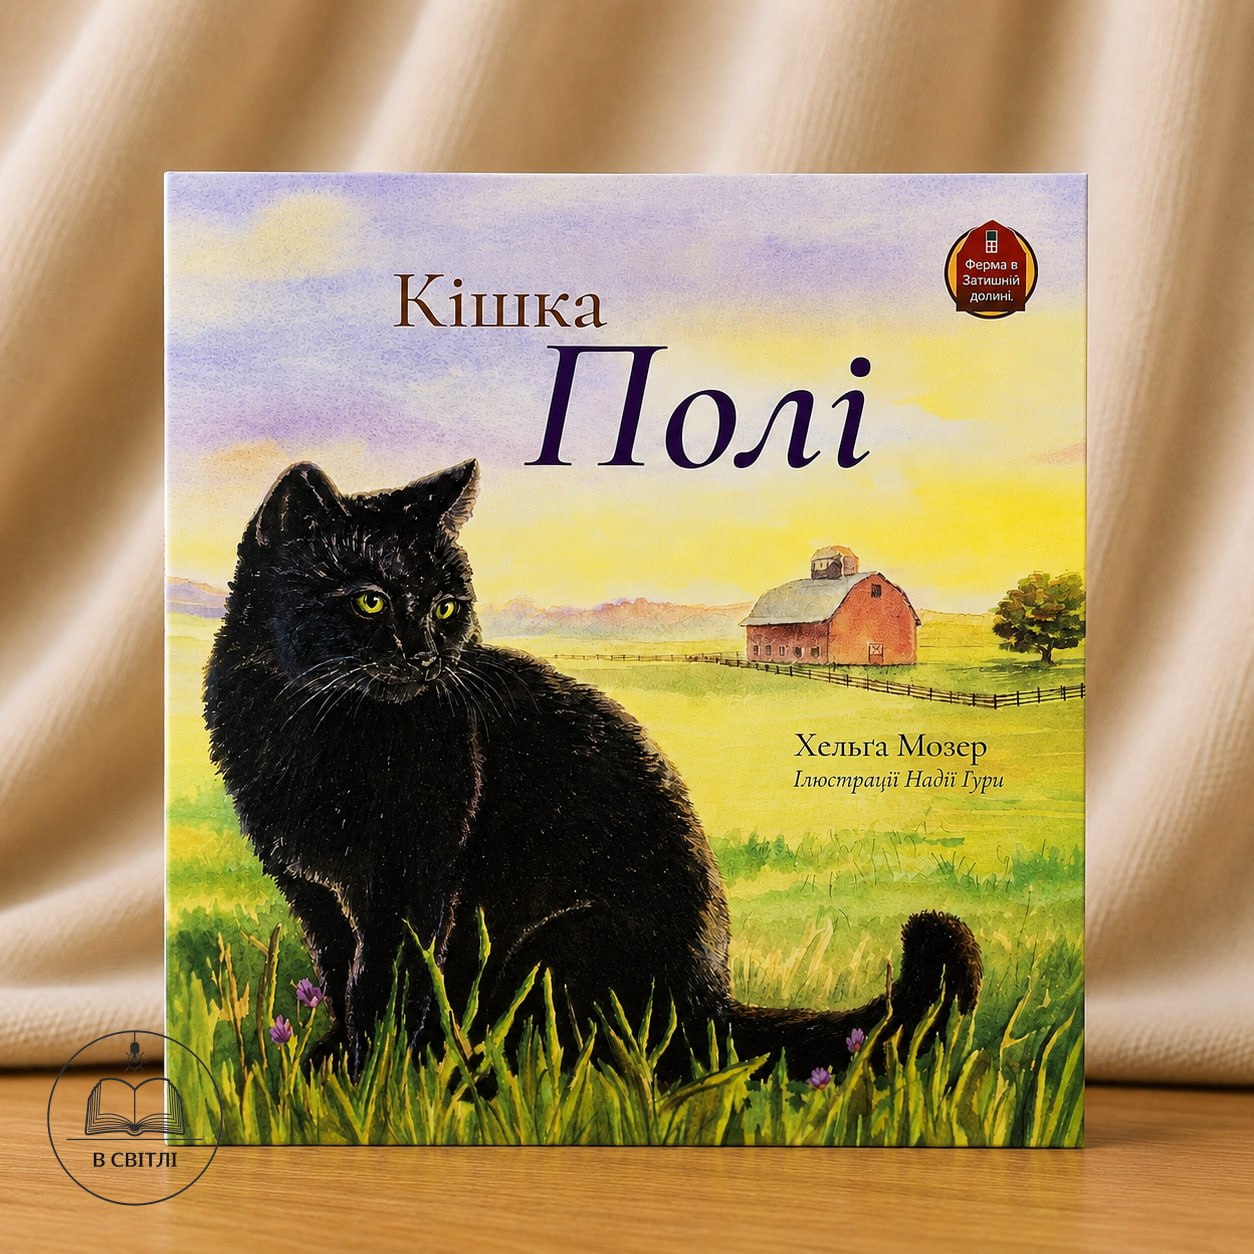 Кішка
Полі
Ферма в
Затишній
долині.
Хельґа Мозер
Ілюстрації Надії Гури
В СВІТЛІ